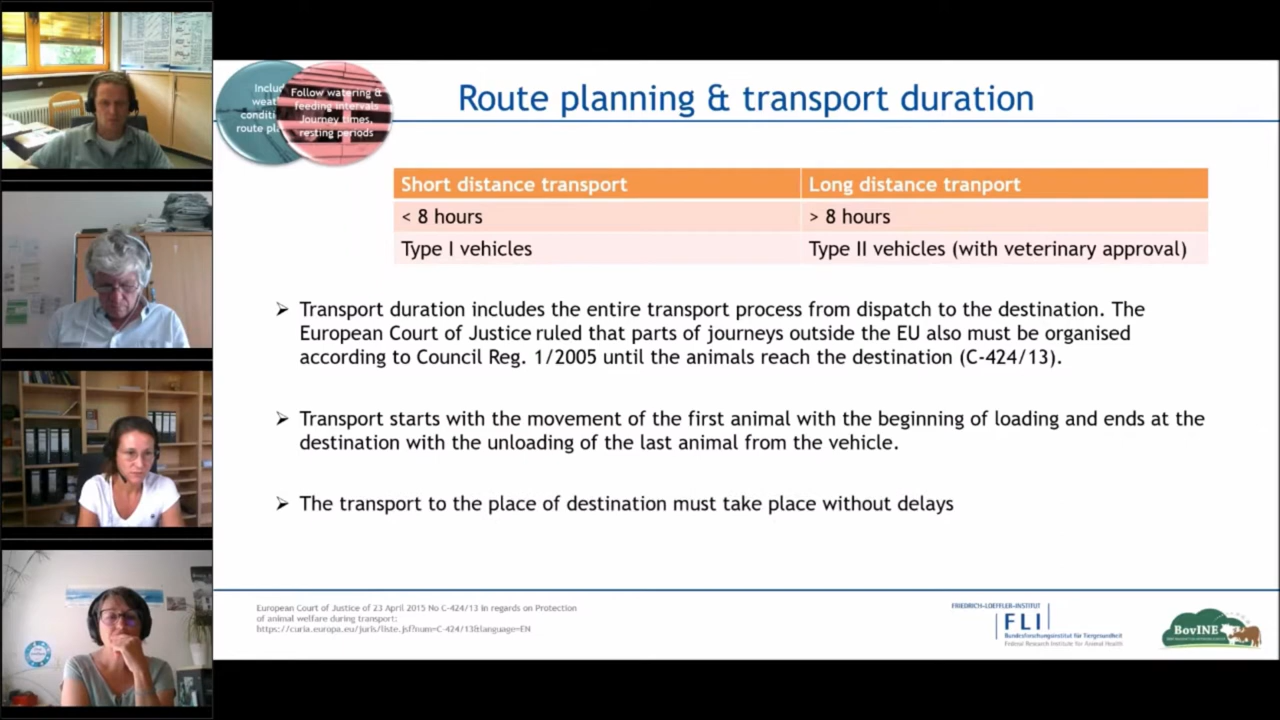 Route planning & transport duration
Inclu
weat
conditi
route pl
Follow watering &
feeding intervals
Journey times,
resting periods
Short distance transport
Long distance tranport
< 8 hours
> 8 hours
Type I vehicles
Type II vehicles (with veterinary approval)
Transport duration includes the entire transport process from dispatch to the destination. The
European Court of Justice ruled that parts of journeys outside the EU also must be organised
according to Council Reg. 1/2005 until the animals reach the destination (C-424/13).
Transport starts with the movement of the first animal with the beginning of loading and ends at the
destination with the unloading of the last animal from the vehicle.
The transport to the place of destination must take place without delays
European Court of Justice of 23 April 2015 No C-424/13 in regards on Protection
of animal welfare during transport:
https://curia.europa.eu/juris/liste.jsf?num=C-424/13&language=EN
FRIEDRICH-LOEFFLER-INSTITUT
FLI
Bundesforschungsinstitut für Tiergesundheit
Federal Research Institute for Animal Health
BovINE